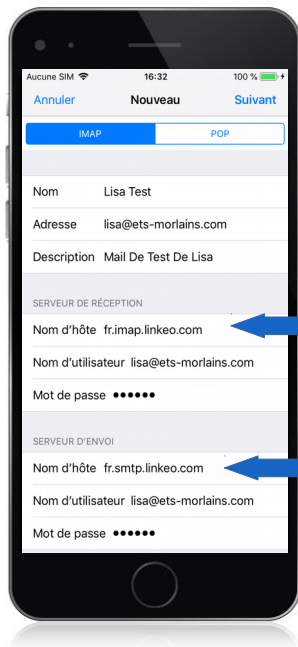 Aucune SIM 16:32 100 %
Annuler Nouveau Suivant
IMAP POP
Nom Lisa Test
Adresse lisa@ets-morlains.com
Description Mail De Test De Lisa
SERVEUR DE RÉCEPTION
Nom d'hôte fr.imap.linkeo.com
Nom d'utilisateur lisa@ets-morlains.com
Mot de passe ●●●●●●
SERVEUR D'ENVOI
Nom d'hôte fr.smtp.linkeo.com
Nom d'utilisateur lisa@ets-morlains.com
Mot de passe ●●●●●●